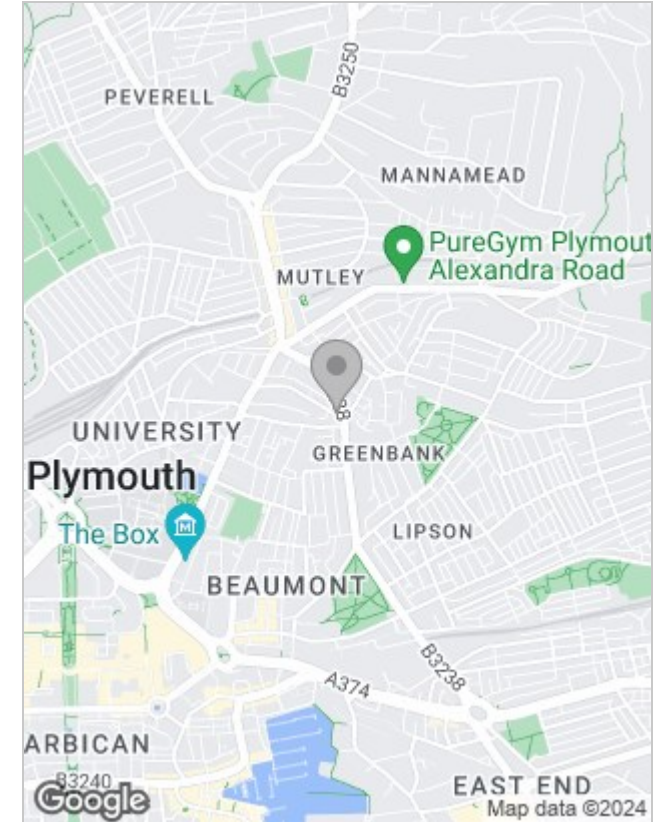 PEVERELL
B3250
MANNAMEAD
PureGym Plymout
Alexandra Road
MUTLEY
UNIVERSITY
GREENBANK
Plymouth
The Box
LIPSON
BEAUMONT
B3238
A374
ARBICAN
B3240
EAST END
Google
Map data ©2024